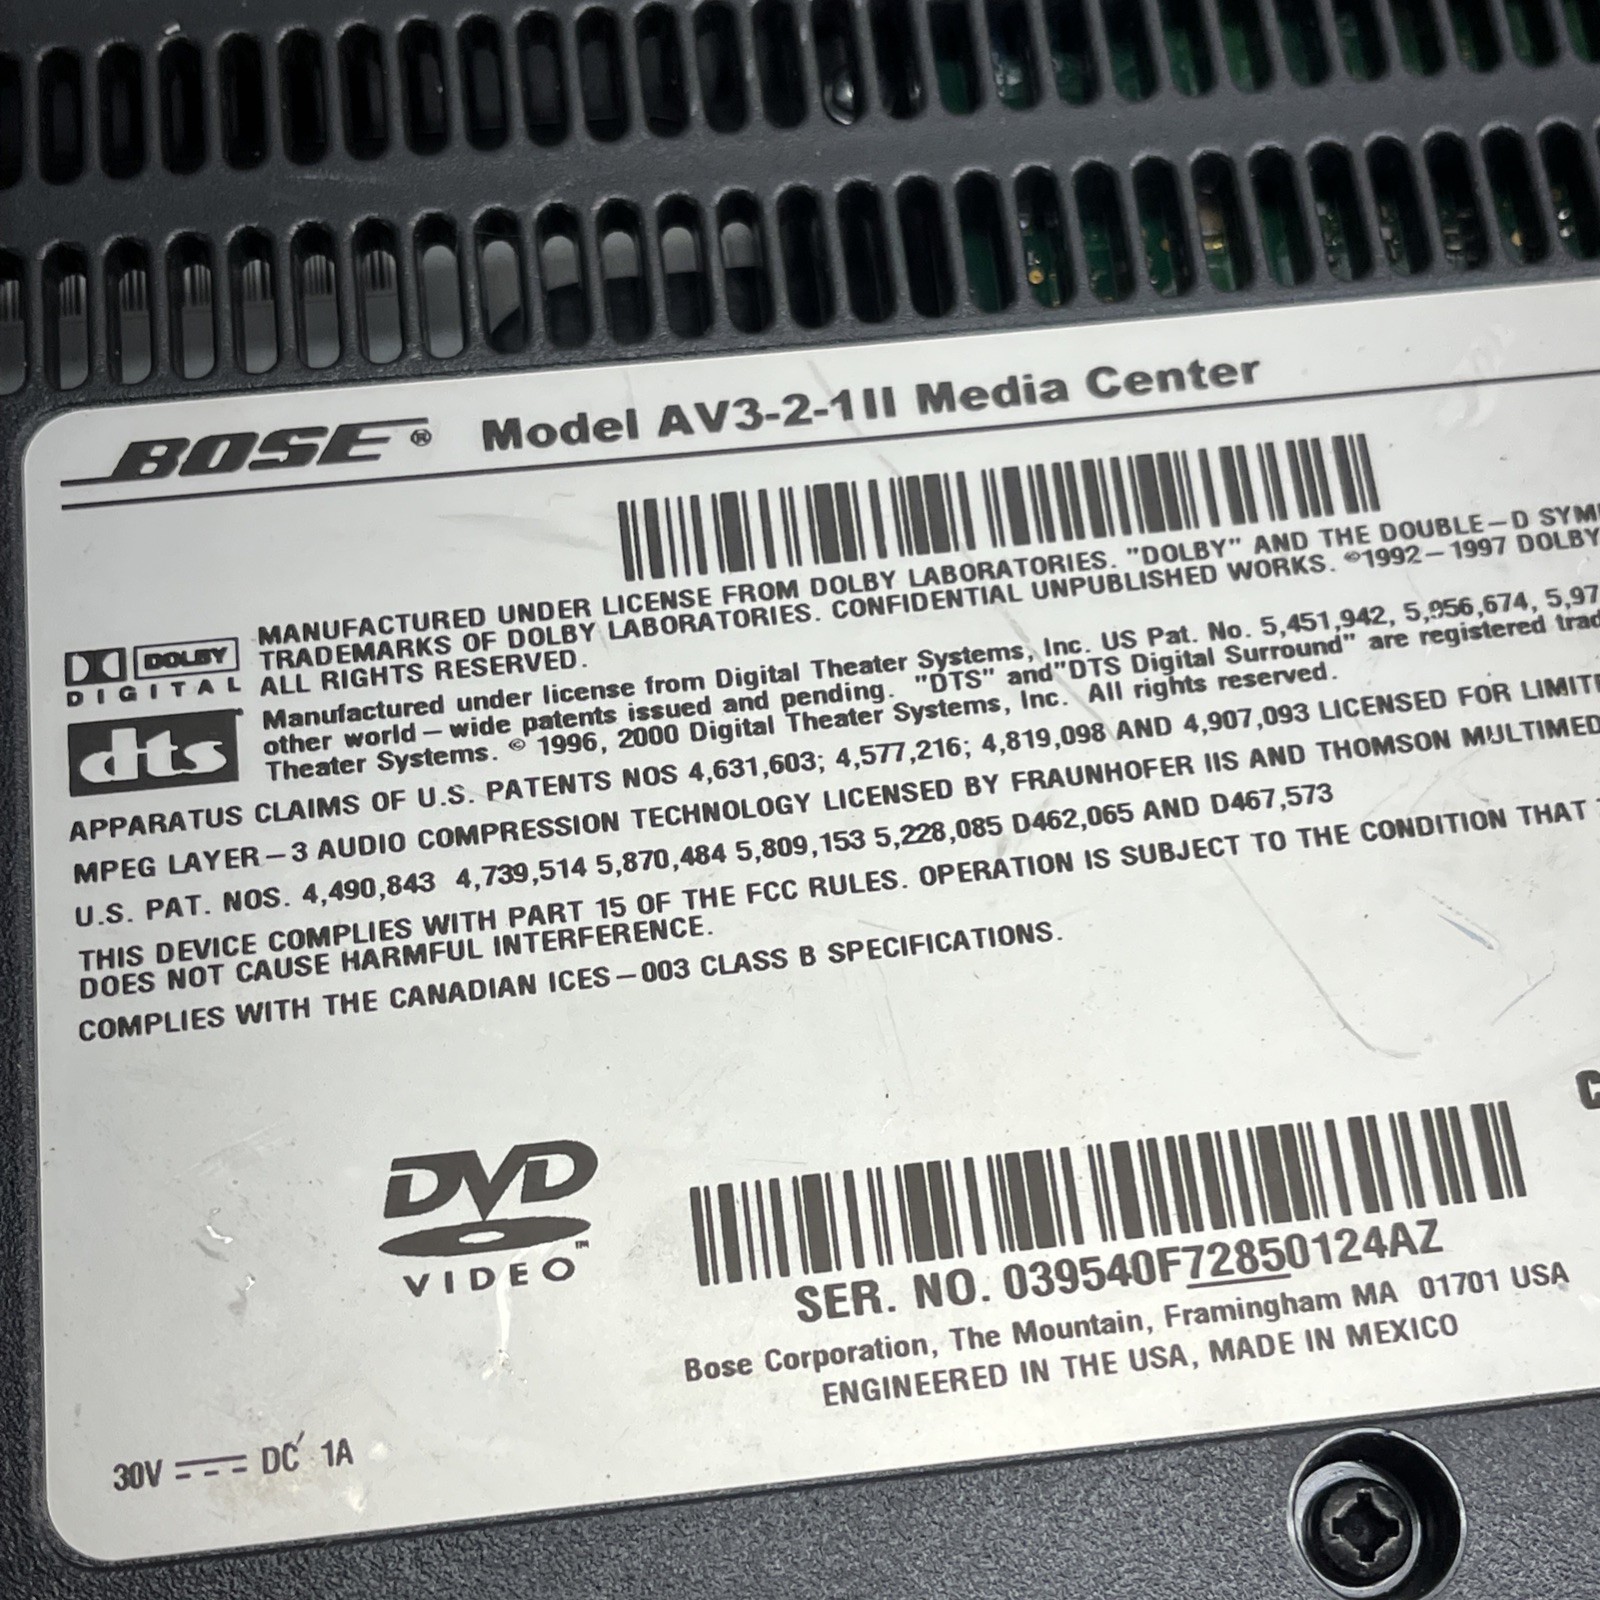 BOSE® Model AV3-2-1II Media Center
MANUFACTURED UNDER LICENSE FROM DOLBY LABORATORIES. "DOLBY" AND THE DOUBLE–D SYM
TRADEMARKS OF DOLBY LABORATORIES. CONFIDENTIAL UNPUBLISHED WORKS. ©1992–1997 DOLBY
ALL RIGHTS RESERVED.
DOLBY
DIGITAL
Manufactured under license from Digital Theater Systems, Inc. US Pat. No. 5,451,942, 5,956,674, 5,97
other world–wide patents issued and pending. "DTS" and "DTS Digital Surround" are registered trad
Theater Systems. © 1996, 2000 Digital Theater Systems, Inc. All rights reserved.
dts
APPARATUS CLAIMS OF U.S. PATENTS NOS 4,631,603; 4,577,216; 4,819,098 AND 4,907,093 LICENSED FOR LIMITE
MPEG LAYER–3 AUDIO COMPRESSION TECHNOLOGY LICENSED BY FRAUNHOFER IIS AND THOMSON MULTIMED
U.S. PAT. NOS. 4,490,843 4,739,514 5,870,484 5,809,153 5,228,085 D462,065 AND D467,573
THIS DEVICE COMPLIES WITH PART 15 OF THE FCC RULES. OPERATION IS SUBJECT TO THE CONDITION THAT
DOES NOT CAUSE HARMFUL INTERFERENCE.
COMPLIES WITH THE CANADIAN ICES–003 CLASS B SPECIFICATIONS.
DVD
VIDEO™
SER. NO. 039540F72850124AZ
Bose Corporation, The Mountain, Framingham MA 01701 USA
ENGINEERED IN THE USA, MADE IN MEXICO
30V DC 1A